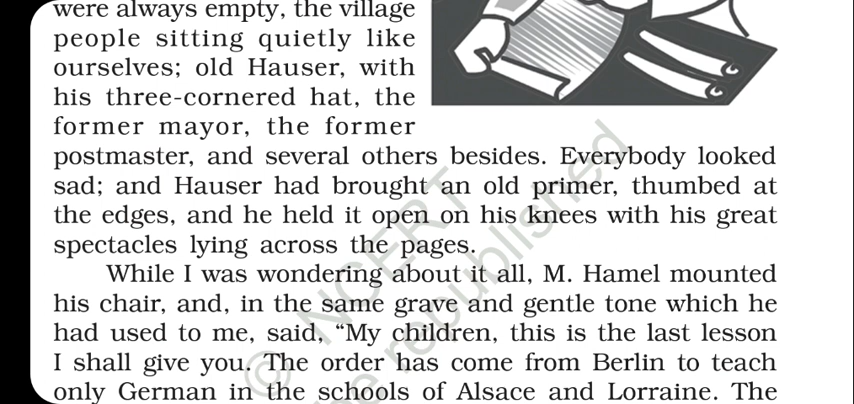 were always empty, the village
people sitting quietly like
ourselves; old Hauser, with
his three-cornered hat, the
former mayor, the former
postmaster, and several others besides. Everybody looked
sad; and Hauser had brought an old primer, thumbed at
the edges, and he held it open on his knees with his great
spectacles lying across the pages.
While I was wondering about it all, M. Hamel mounted
his chair, and, in the same grave and gentle tone which he
had used to me, said, “My children, this is the last lesson
I shall give you. The order has come from Berlin to teach
only German in the schools of Alsace and Lorraine. The
© NCERT
be republished